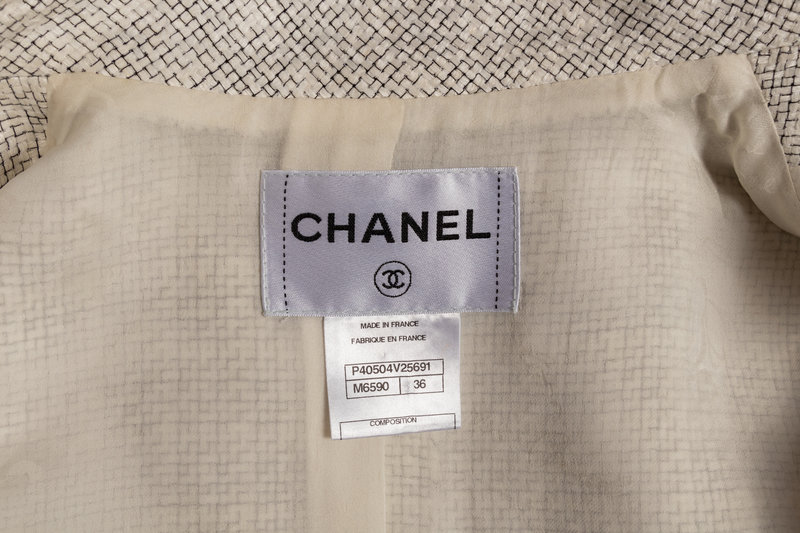 CHANEL
MADE IN FRANCE
FABRIQUE EN FRANCE
P40504V25691
M6590 36
COMPOSITION